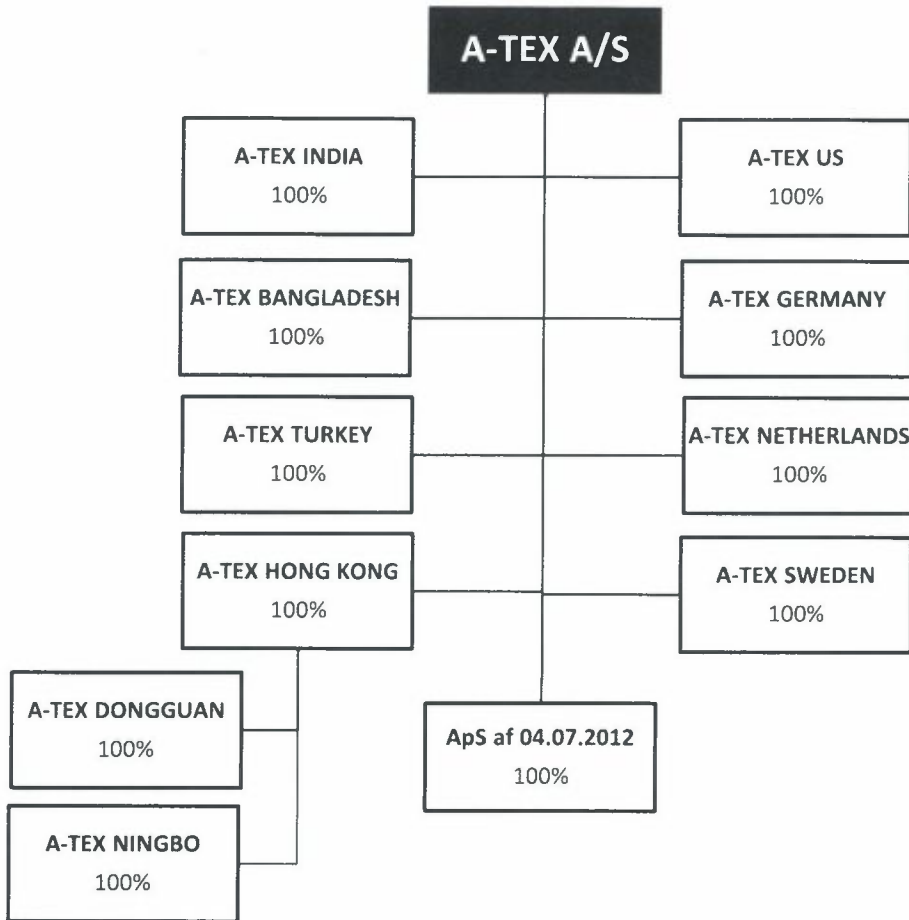 A-TEX A/S
A-TEX INDIA
100%
A-TEX US
100%
A-TEX BANGLADESH
100%
A-TEX GERMANY
100%
A-TEX TURKEY
100%
A-TEX NETHERLANDS
100%
A-TEX HONG KONG
100%
A-TEX SWEDEN
100%
A-TEX DONGGUAN
100%
ApS af 04.07.2012
100%
A-TEX NINGBO
100%